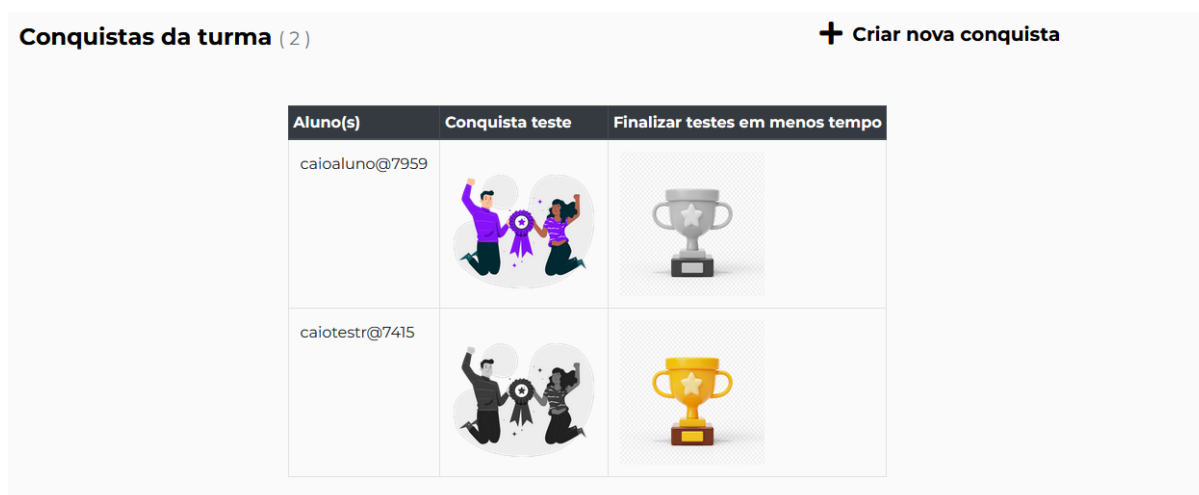 Conquistas da turma ( 2 )
+ Criar nova conquista
Aluno(s) Conquista teste Finalizar testes em menos tempo
caioaluno@7959
caiotestr@7415